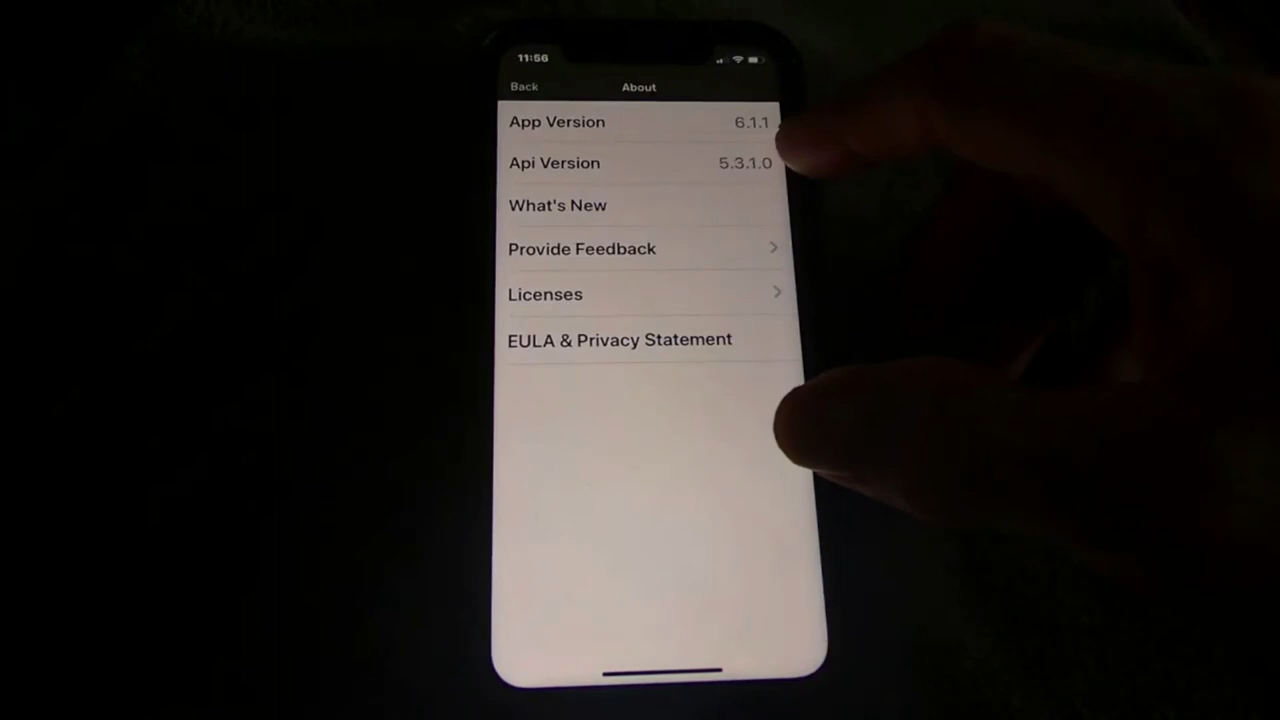 11:56
Back About
App Version 6.1.1
Api Version 5.3.1.0
What's New
Provide Feedback
Licenses
EULA & Privacy Statement